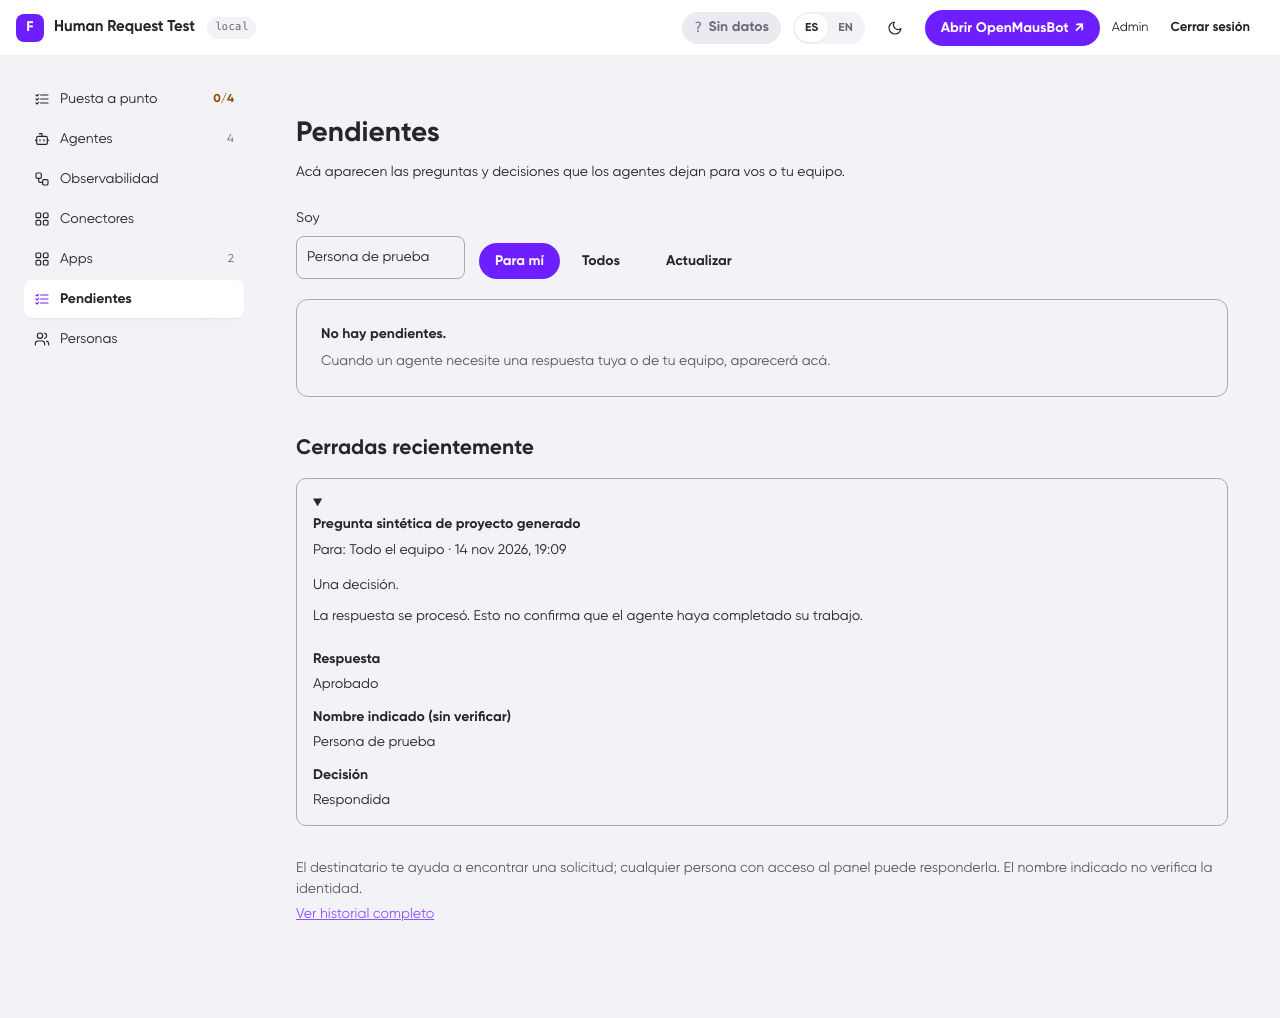 F Human Request Test local
? Sin datos ES EN Abrir OpenMausBot ↗ Admin Cerrar sesión
Puesta a punto 0/4
Agentes 4
Observabilidad
Conectores
Apps 2
Pendientes
Personas
Pendientes
Acá aparecen las preguntas y decisiones que los agentes dejan para vos o tu equipo.
Soy
Persona de prueba Para mí Todos Actualizar
No hay pendientes.
Cuando un agente necesite una respuesta tuya o de tu equipo, aparecerá acá.
Cerradas recientemente
Pregunta sintética de proyecto generado
Para: Todo el equipo · 14 nov 2026, 19:09
Una decisión.
La respuesta se procesó. Esto no confirma que el agente haya completado su trabajo.
Respuesta
Aprobado
Nombre indicado (sin verificar)
Persona de prueba
Decisión
Respondida
El destinatario te ayuda a encontrar una solicitud; cualquier persona con acceso al panel puede responderla. El nombre indicado no verifica la
identidad.
Ver historial completo